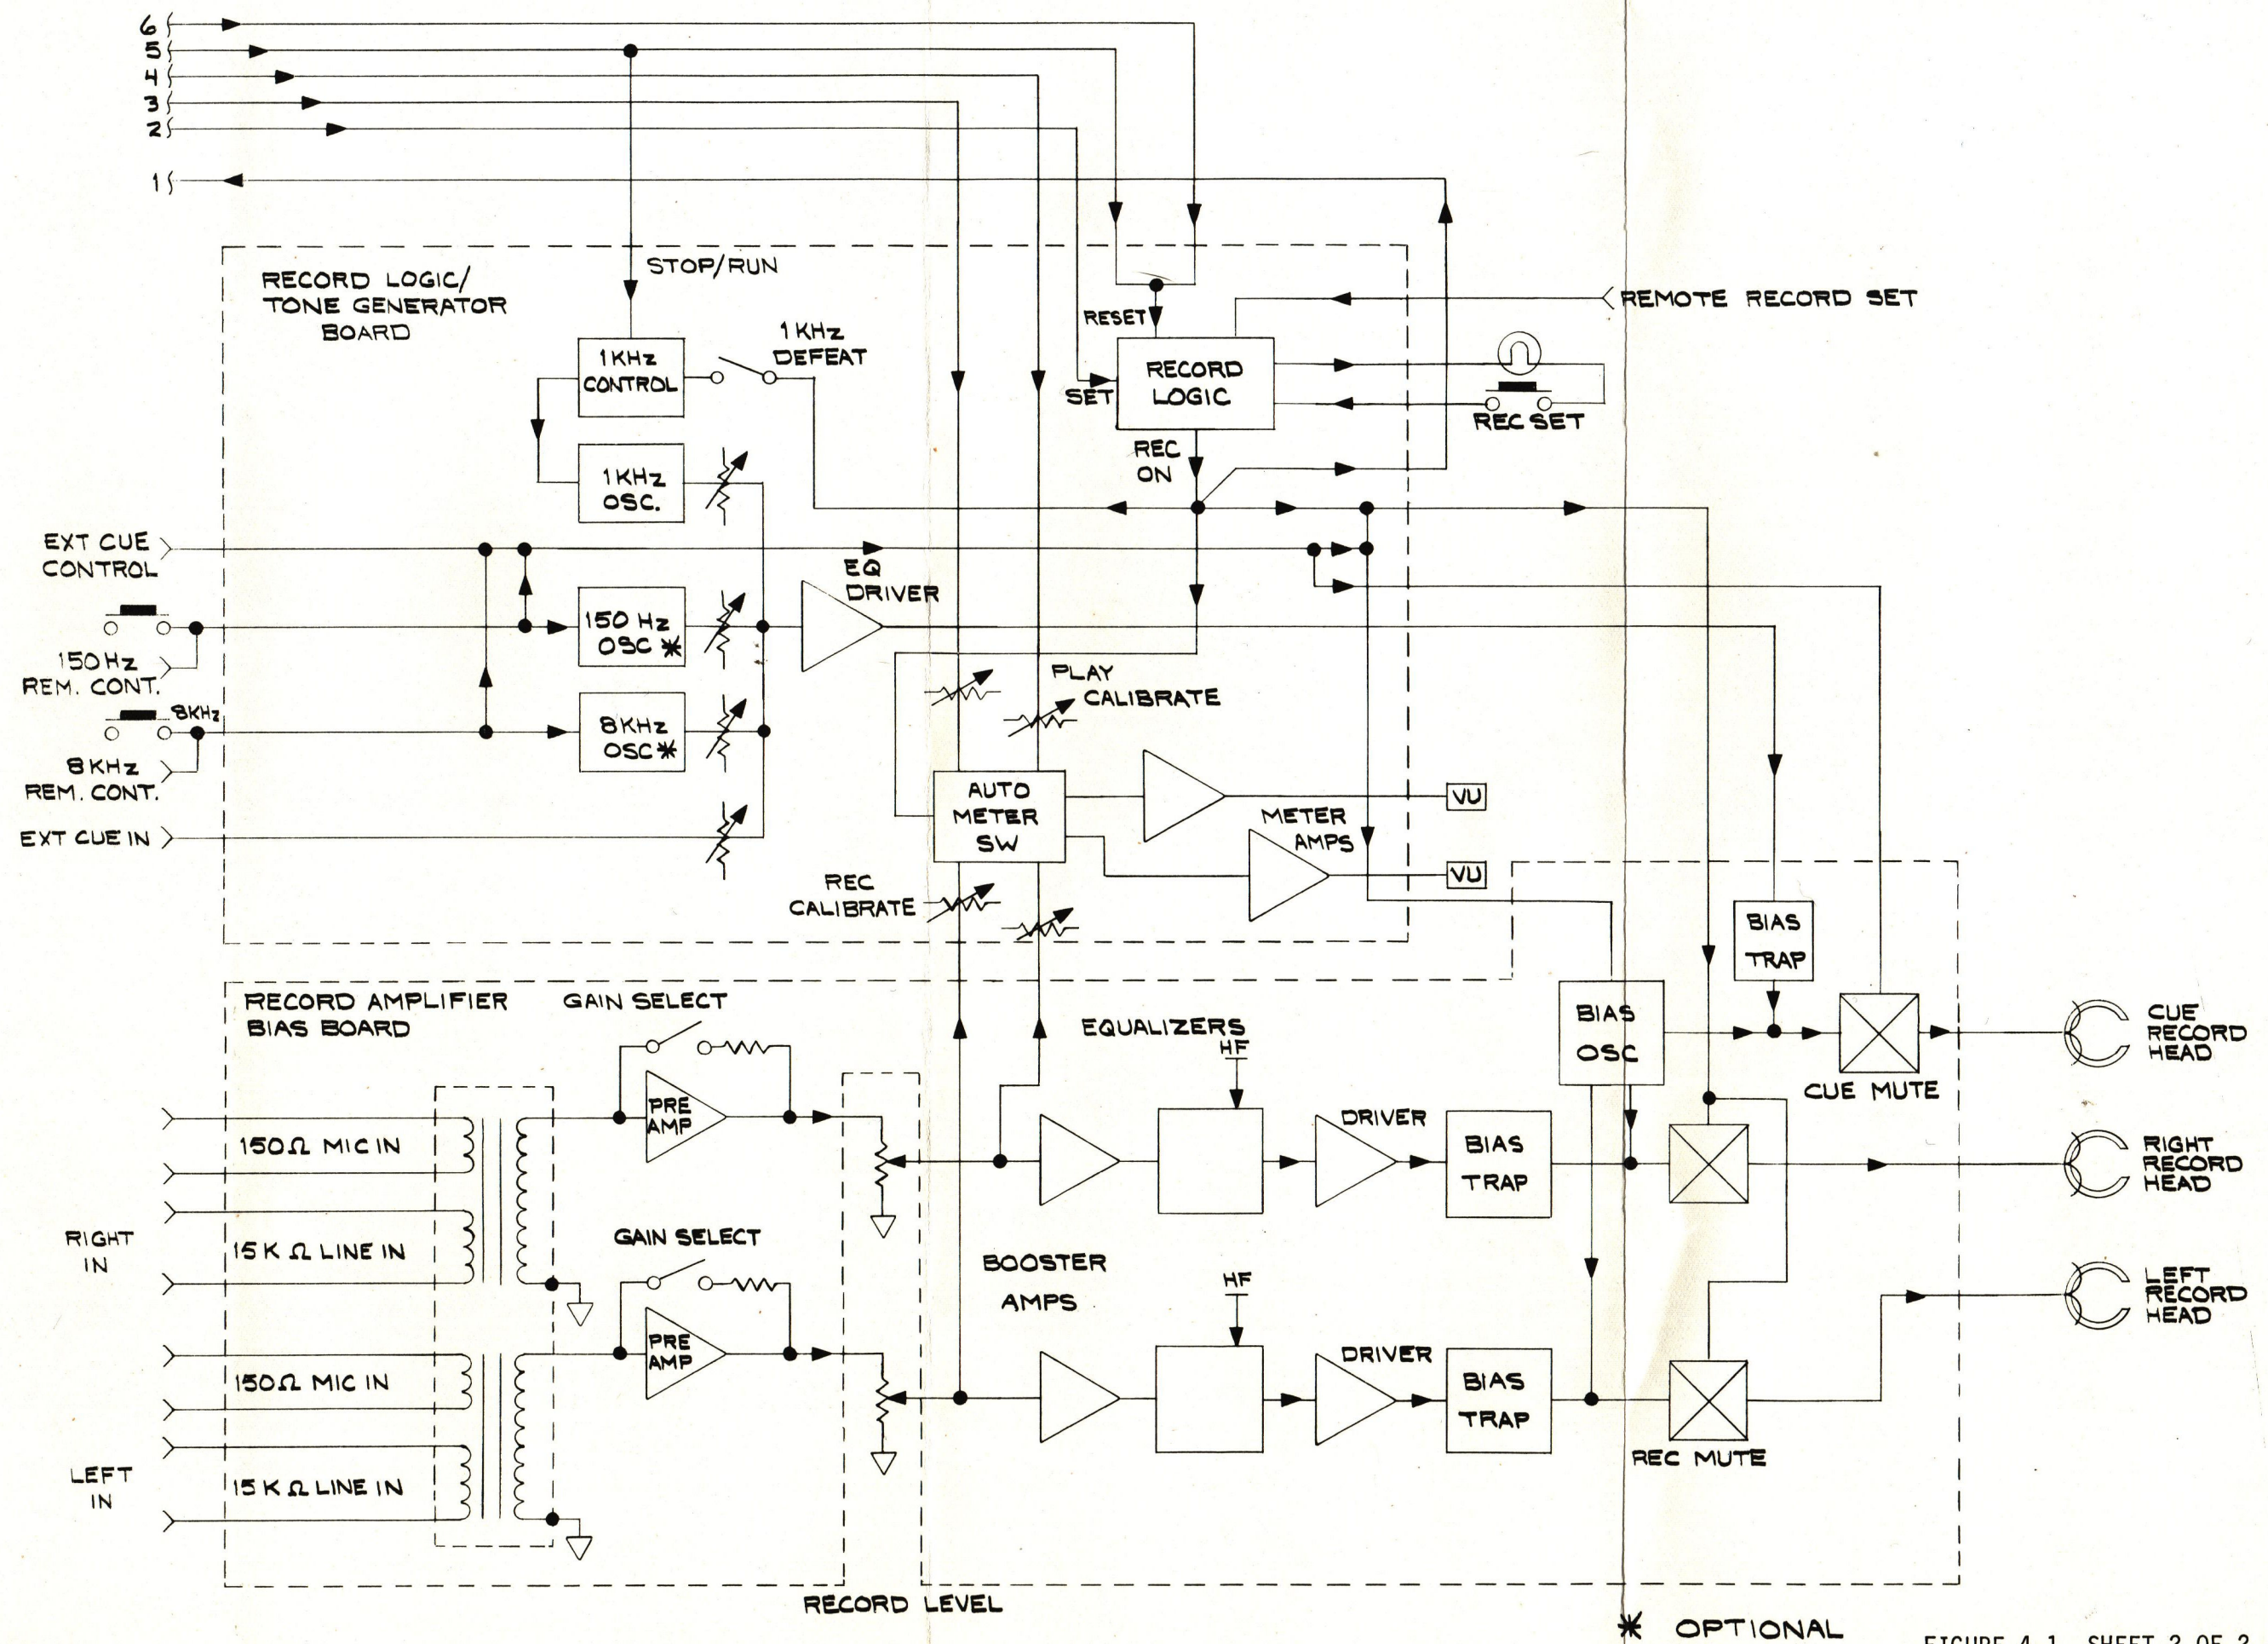 6
5
4
3
2
1
RECORD LOGIC/
TONE GENERATOR
BOARD
STOP/RUN
1KHz
CONTROL
1KHz
DEFEAT
1KHz
OSC.
RESET
SET
RECORD
LOGIC
REC
ON
REMOTE RECORD SET
REC SET
EXT CUE
CONTROL
150Hz
REM. CONT.
8KHz
8KHz
REM. CONT.
EXT CUE IN
150 Hz
OSC *
8KHz
OSC *
EQ
DRIVER
PLAY
CALIBRATE
AUTO
METER
SW
METER
AMPS
VU
VU
REC
CALIBRATE
BIAS
TRAP
BIAS
OSC
CUE MUTE
CUE
RECORD
HEAD
RECORD AMPLIFIER
BIAS BOARD
GAIN SELECT
EQUALIZERS
HF
PRE
AMP
DRIVER
BIAS
TRAP
RIGHT
RECORD
HEAD
150Ω MIC IN
RIGHT
IN
15K Ω LINE IN
GAIN SELECT
BOOSTER
AMPS
HF
PRE
AMP
DRIVER
BIAS
TRAP
LEFT
RECORD
HEAD
REC MUTE
150Ω MIC IN
LEFT
IN
15K Ω LINE IN
RECORD LEVEL
* OPTIONAL